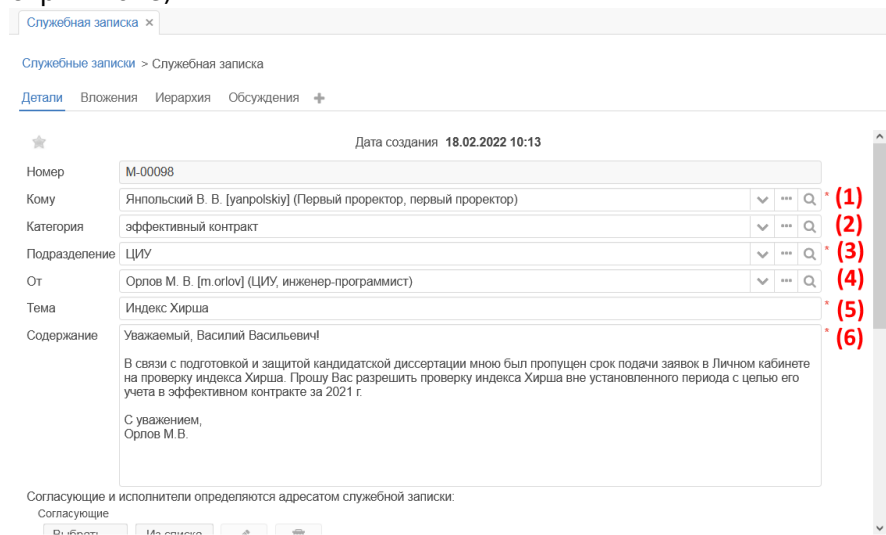 Служебная записка ×
Служебные записки > Служебная записка
Детали Вложения Иерархия Обсуждения +
Дата создания 18.02.2022 10:13
Номер М-00098
Кому Янпольский В. В. [yanpolskiy] (Первый проректор, первый проректор) * (1)
Категория эффективный контракт (2)
Подразделение ЦИУ * (3)
От Орлов М. В. [m.orlov] (ЦИУ, инженер-программист) (4)
Тема Индекс Хирша * (5)
Содержание Уважаемый, Василий Васильевич! * (6)
В связи с подготовкой и защитой кандидатской диссертации мною был пропущен срок подачи заявок в Личном кабинете
на проверку индекса Хирша. Прошу Вас разрешить проверку индекса Хирша вне установленного периода с целью его
учета в эффективном контракте за 2021 г.
С уважением,
Орлов М.В.
Согласующие и исполнители определяются адресатом служебной записки:
Согласующие
Выбрать... Из списка